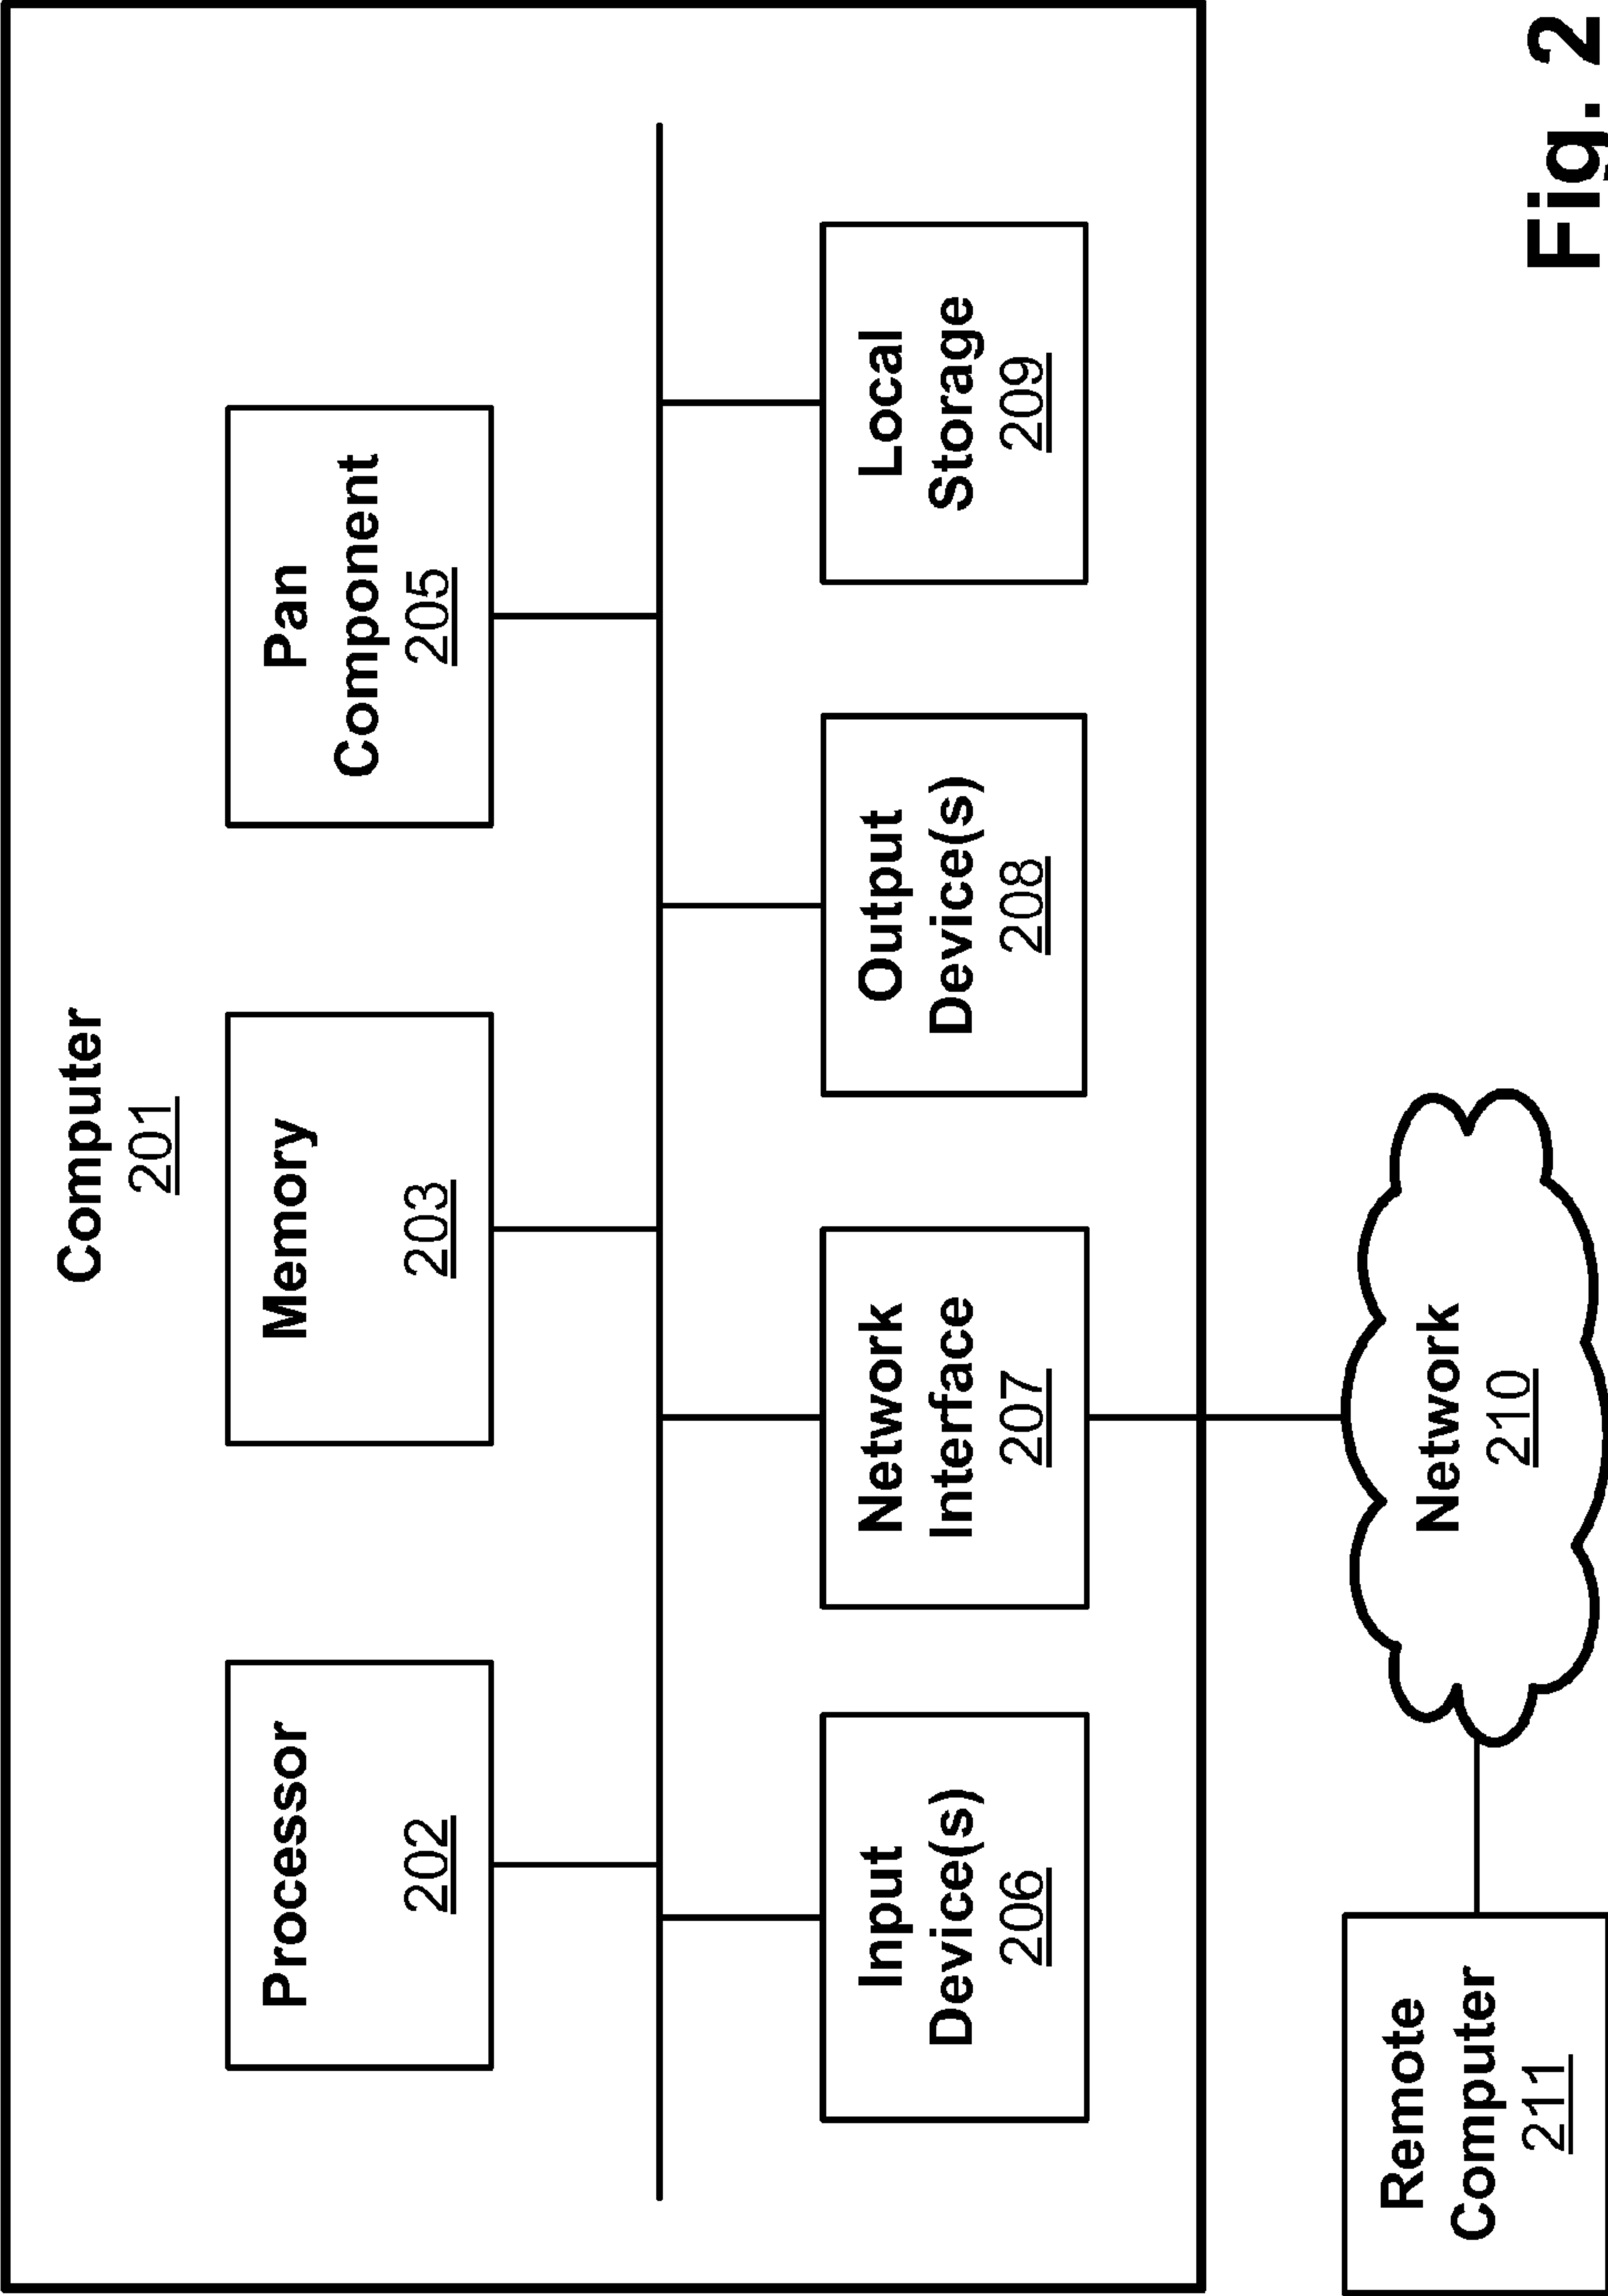 Computer
201
Processor
202
Memory
203
Pan
Component
205
Input
Device(s)
206
Network
Interface
207
Output
Device(s)
208
Local
Storage
209
Remote
Computer
211
Network
210
Fig. 2